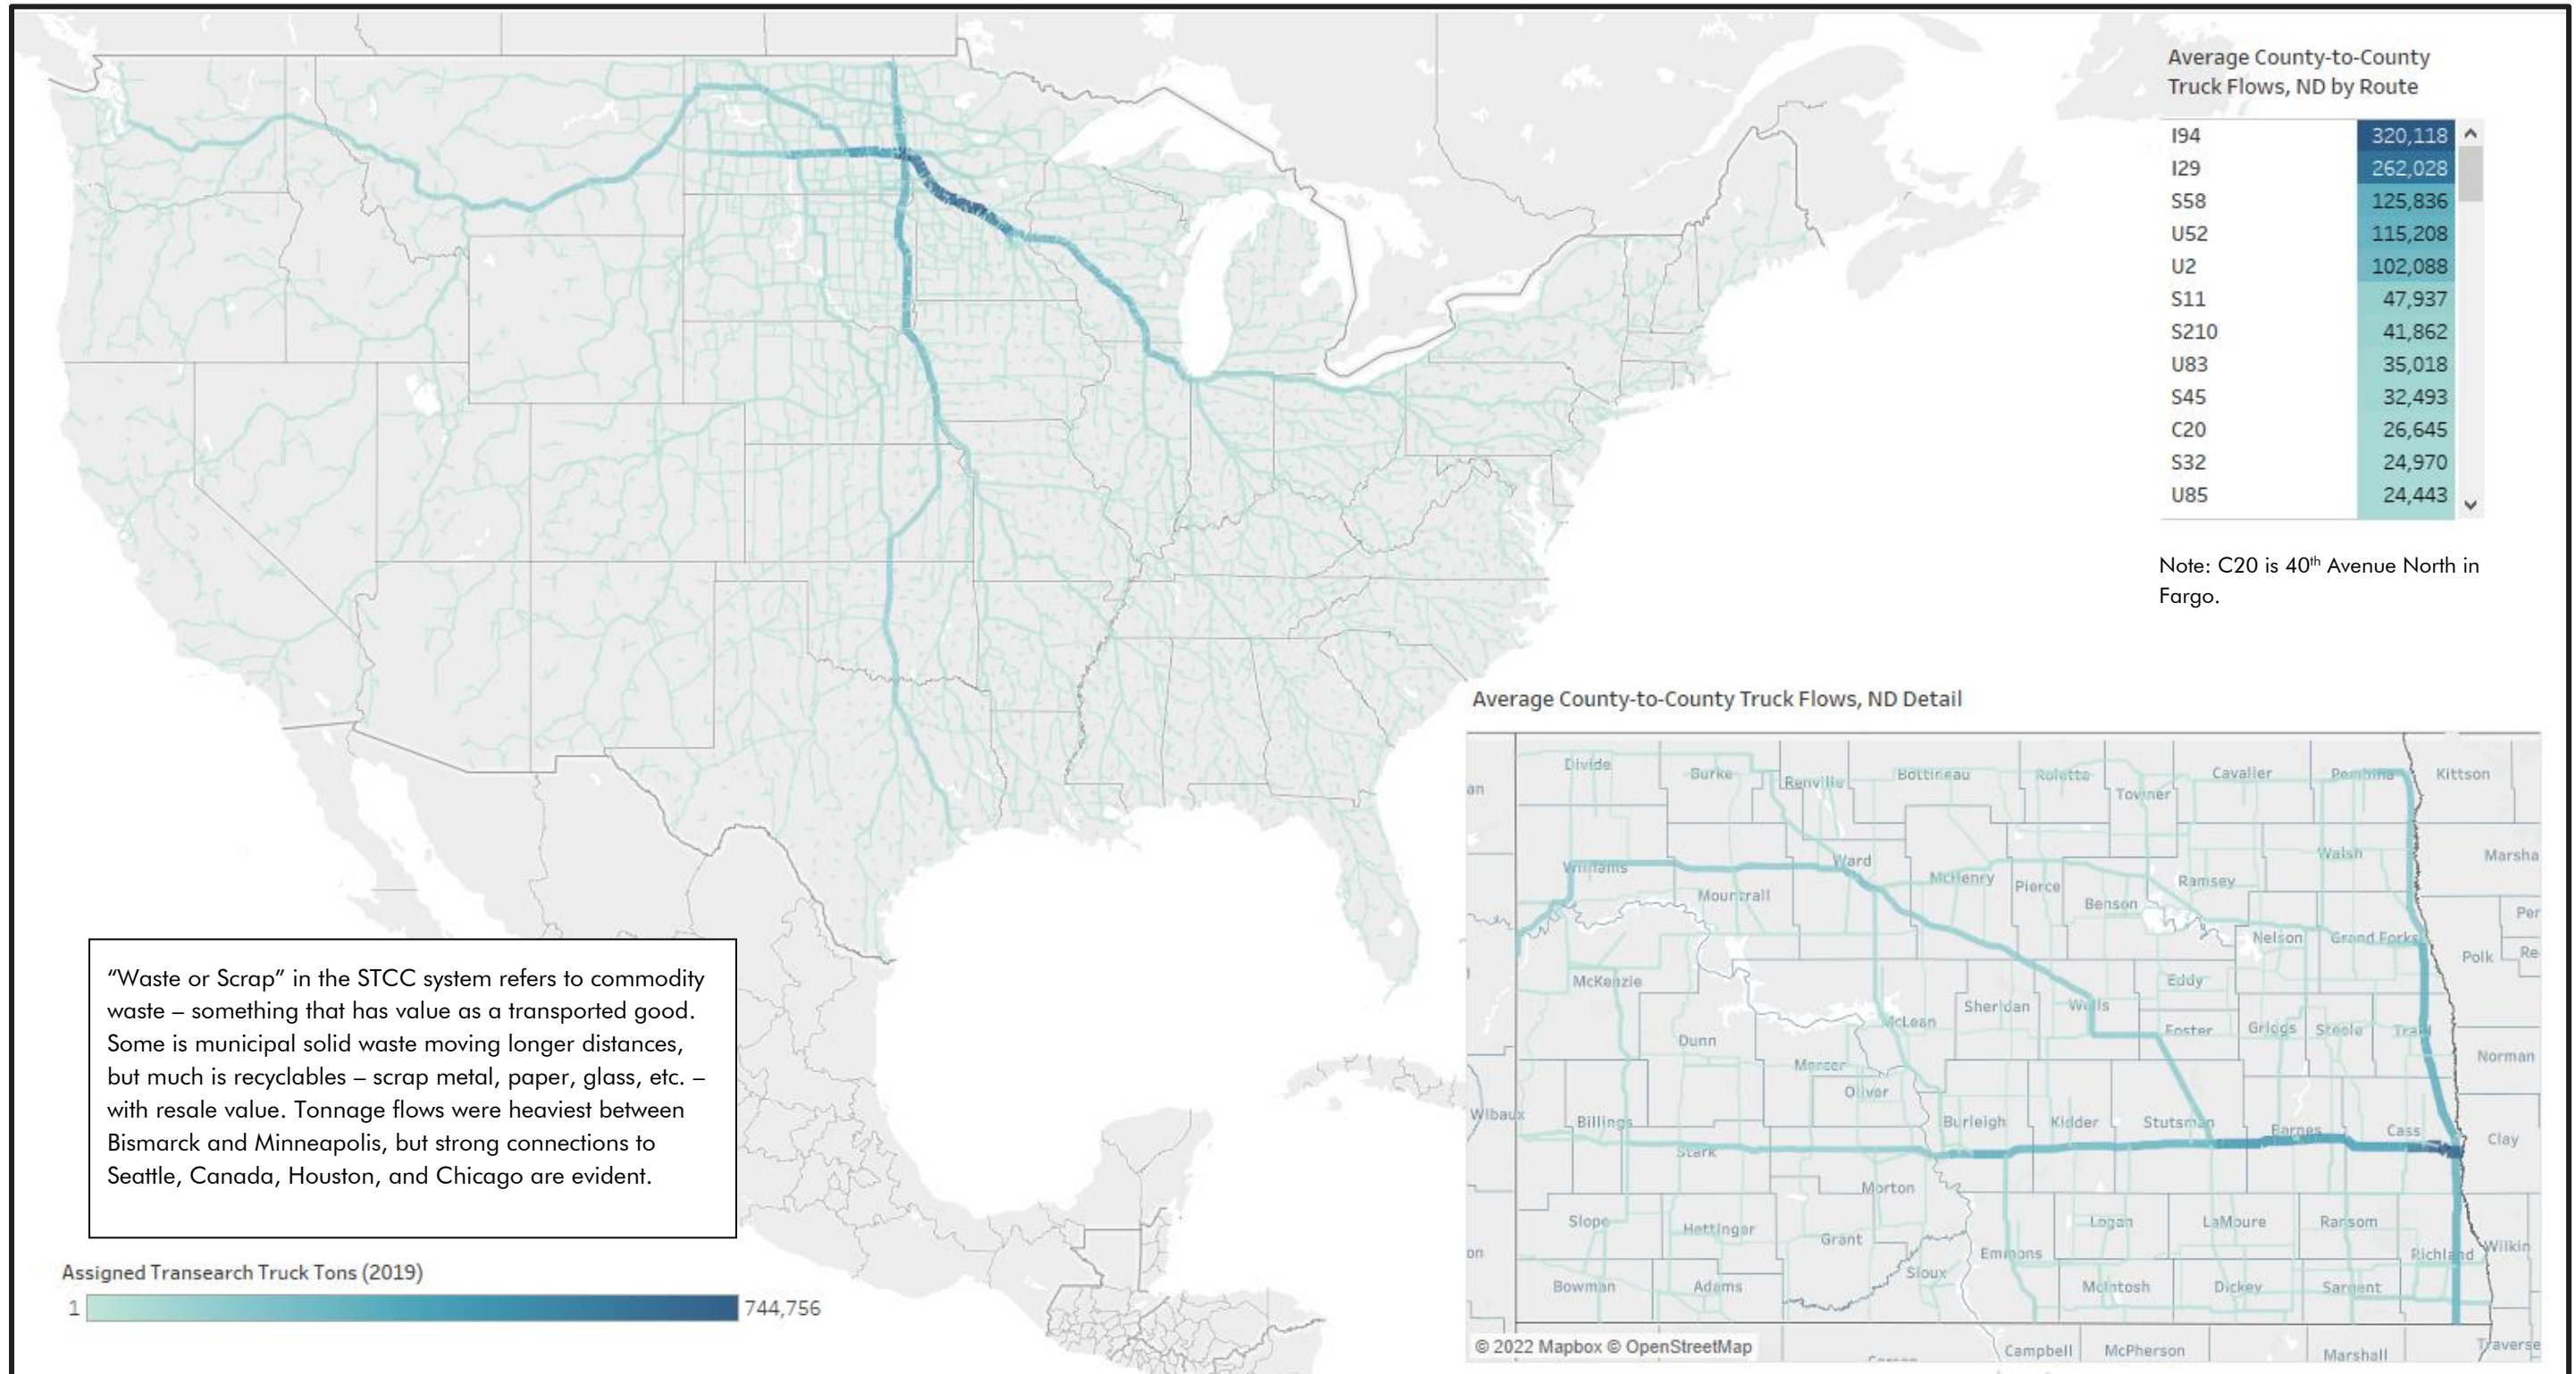 Average County-to-County
Truck Flows, ND by Route
I94 320,118
I29 262,028
S58 125,836
U52 115,208
U2 102,088
S11 47,937
S210 41,862
U83 35,018
S45 32,493
C20 26,645
S32 24,970
U85 24,443
Note: C20 is 40th Avenue North in
Fargo.
Average County-to-County Truck Flows, ND Detail
Divide
Burke
Renville
Bottineau
Rolette
Towner
Cavalier
Pembina
Kittson
an
Williams
Mountrail
Ward
McHenry
Pierce
Benson
Ramsey
Walsh
Marsha
Per
Nelson
Grand Forks
Polk
Re
McKenzie
Dunn
McLean
Sheridan
Wells
Eddy
Foster
Griggs
Steele
Traill
Norman
Mercer
Oliver
Wibaux
Billings
Stark
Burleigh
Kidder
Stutsman
Barnes
Cass
Clay
Morton
Slope
Hettinger
Grant
Sioux
Emmons
Logan
LaMoure
Ransom
Richland
Wilkin
on
Bowman
Adams
McIntosh
Dickey
Sargent
© 2022 Mapbox © OpenStreetMap
Campbell
McPherson
Marshall
Traverse
“Waste or Scrap” in the STCC system refers to commodity
waste – something that has value as a transported good.
Some is municipal solid waste moving longer distances,
but much is recyclables – scrap metal, paper, glass, etc. –
with resale value. Tonnage flows were heaviest between
Bismarck and Minneapolis, but strong connections to
Seattle, Canada, Houston, and Chicago are evident.
Assigned Transearch Truck Tons (2019)
1 744,756